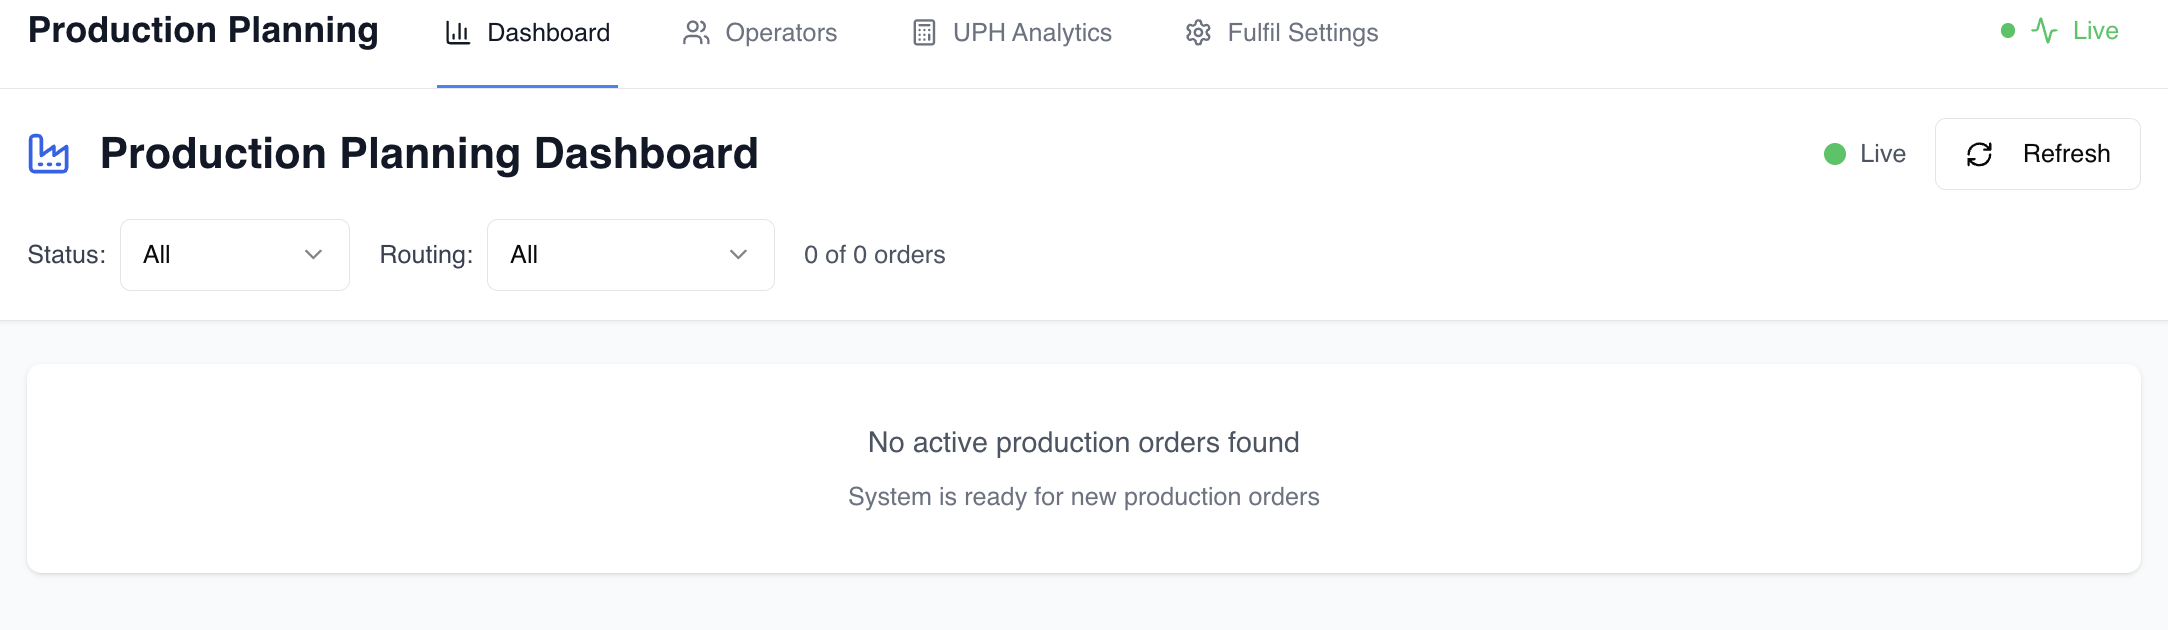 Production Planning Dashboard Operators UPH Analytics Fulfil Settings Live
Production Planning Dashboard Live Refresh
Status: All Routing: All 0 of 0 orders
No active production orders found
System is ready for new production orders